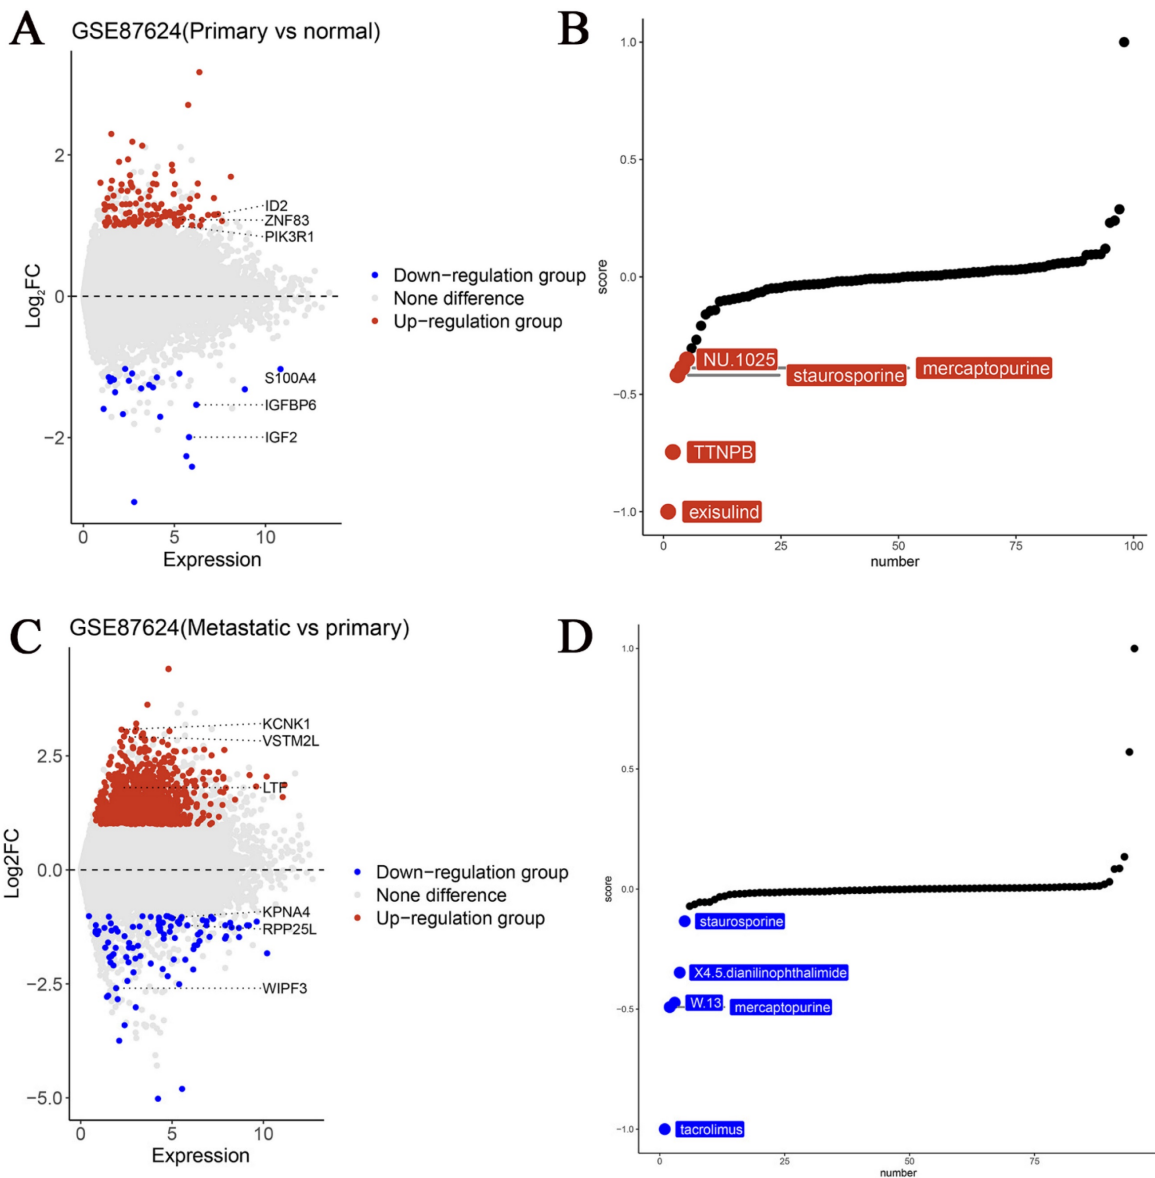 A
GSE87624(Primary vs normal)
Log₂FC
2
0
−2
0
5
10
Expression
ID2
ZNF83
PIK3R1
S100A4
IGFBP6
IGF2
Down−regulation group
None difference
Up−regulation group
B
score
1.0
0.5
0.0
−0.5
−1.0
0
25
50
75
100
number
NU.1025
mercaptopurine
staurosporine
TTNPB
exisulind
C
GSE87624(Metastatic vs primary)
Log2FC
2.5
0.0
−2.5
−5.0
0
5
10
Expression
KCNK1
VSTM2L
LTF
KPNA4
RPP25L
WIPF3
Down−regulation group
None difference
Up−regulation group
D
score
1.0
0.5
0.0
−0.5
−1.0
0
25
50
75
number
staurosporine
X4.5.dianilinophthalimide
W.13
mercaptopurine
tacrolimus